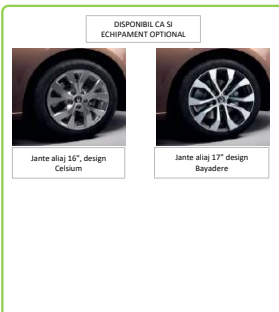 DISPONIBIL CA SI
ECHIPAMENT OPTIONAL
Jante aliaj 16", design
Celsium
Jante aliaj 17" design
Bayadere